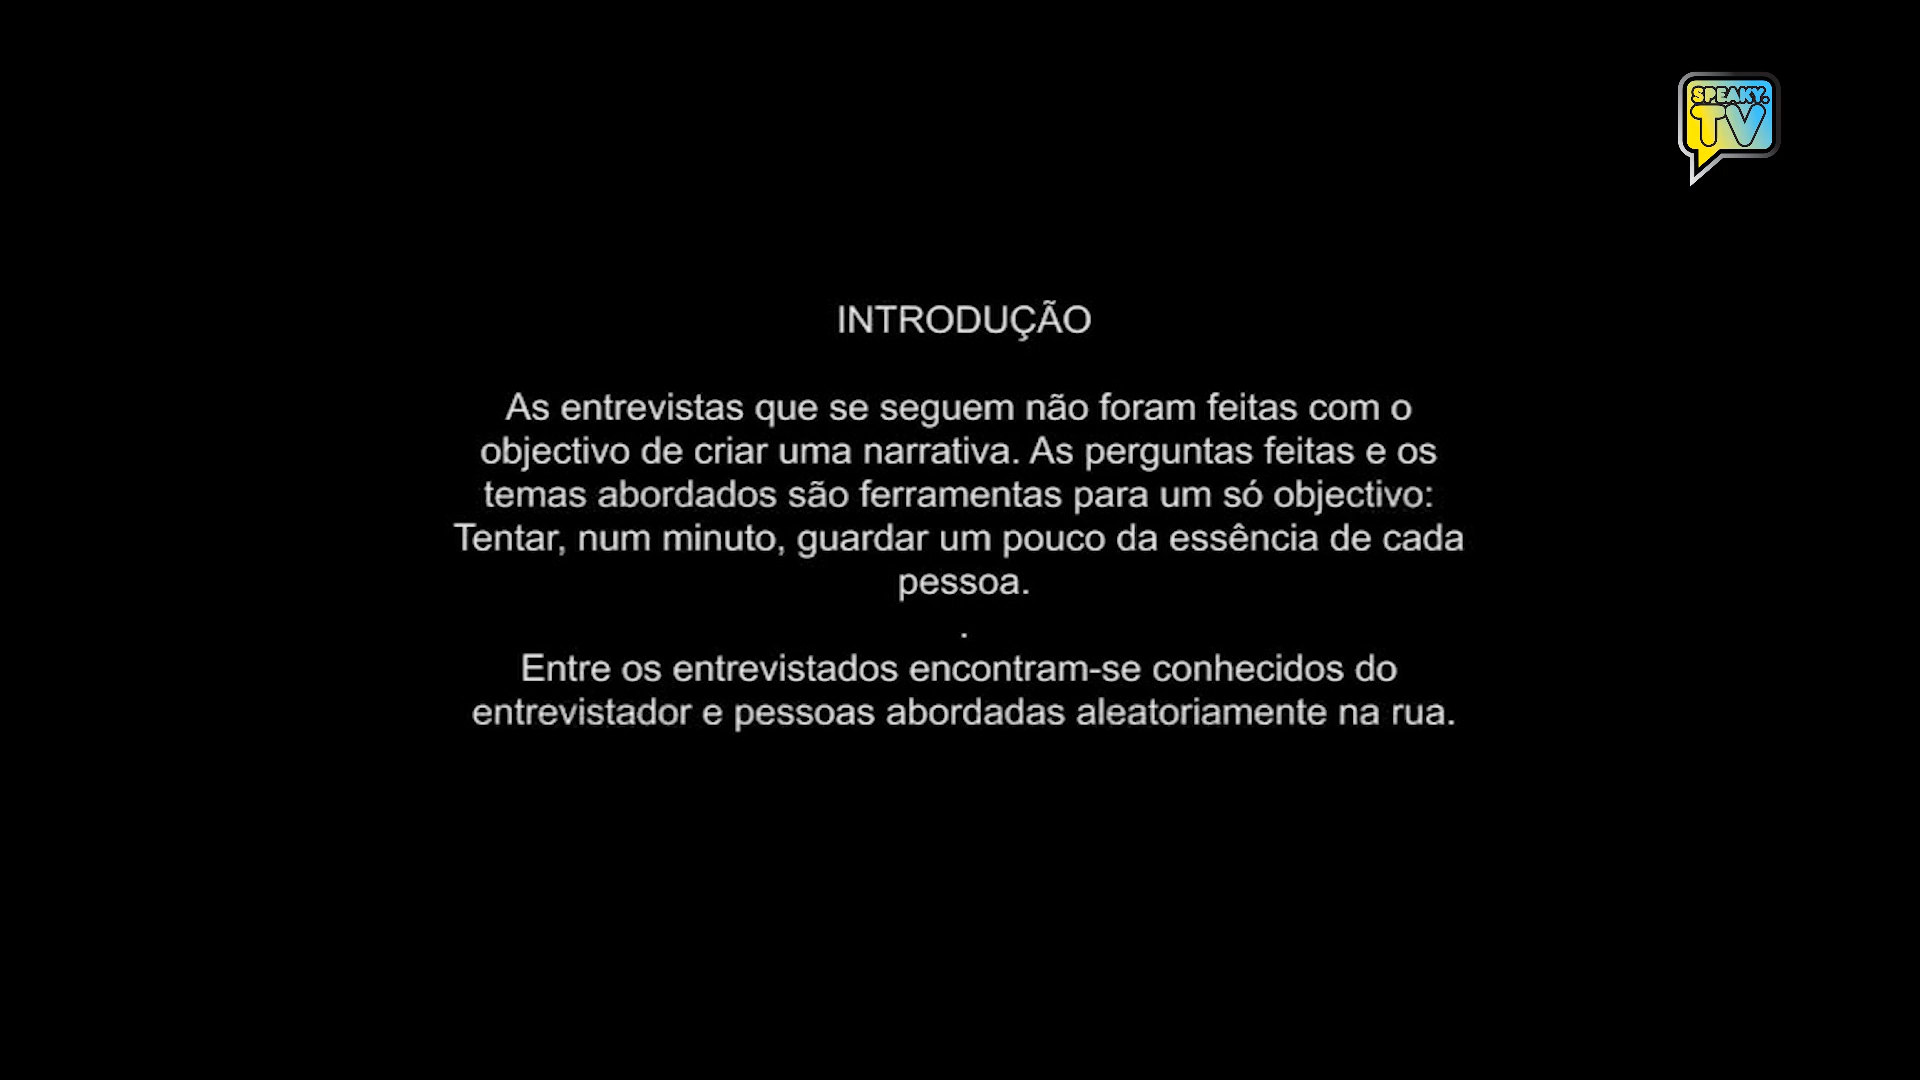 SPEAKY.
TV
INTRODUÇÃO
As entrevistas que se seguem não foram feitas com o
objectivo de criar uma narrativa. As perguntas feitas e os
temas abordados são ferramentas para um só objectivo:
Tentar, num minuto, guardar um pouco da essência de cada
pessoa.
.
Entre os entrevistados encontram-se conhecidos do
entrevistador e pessoas abordadas aleatoriamente na rua.